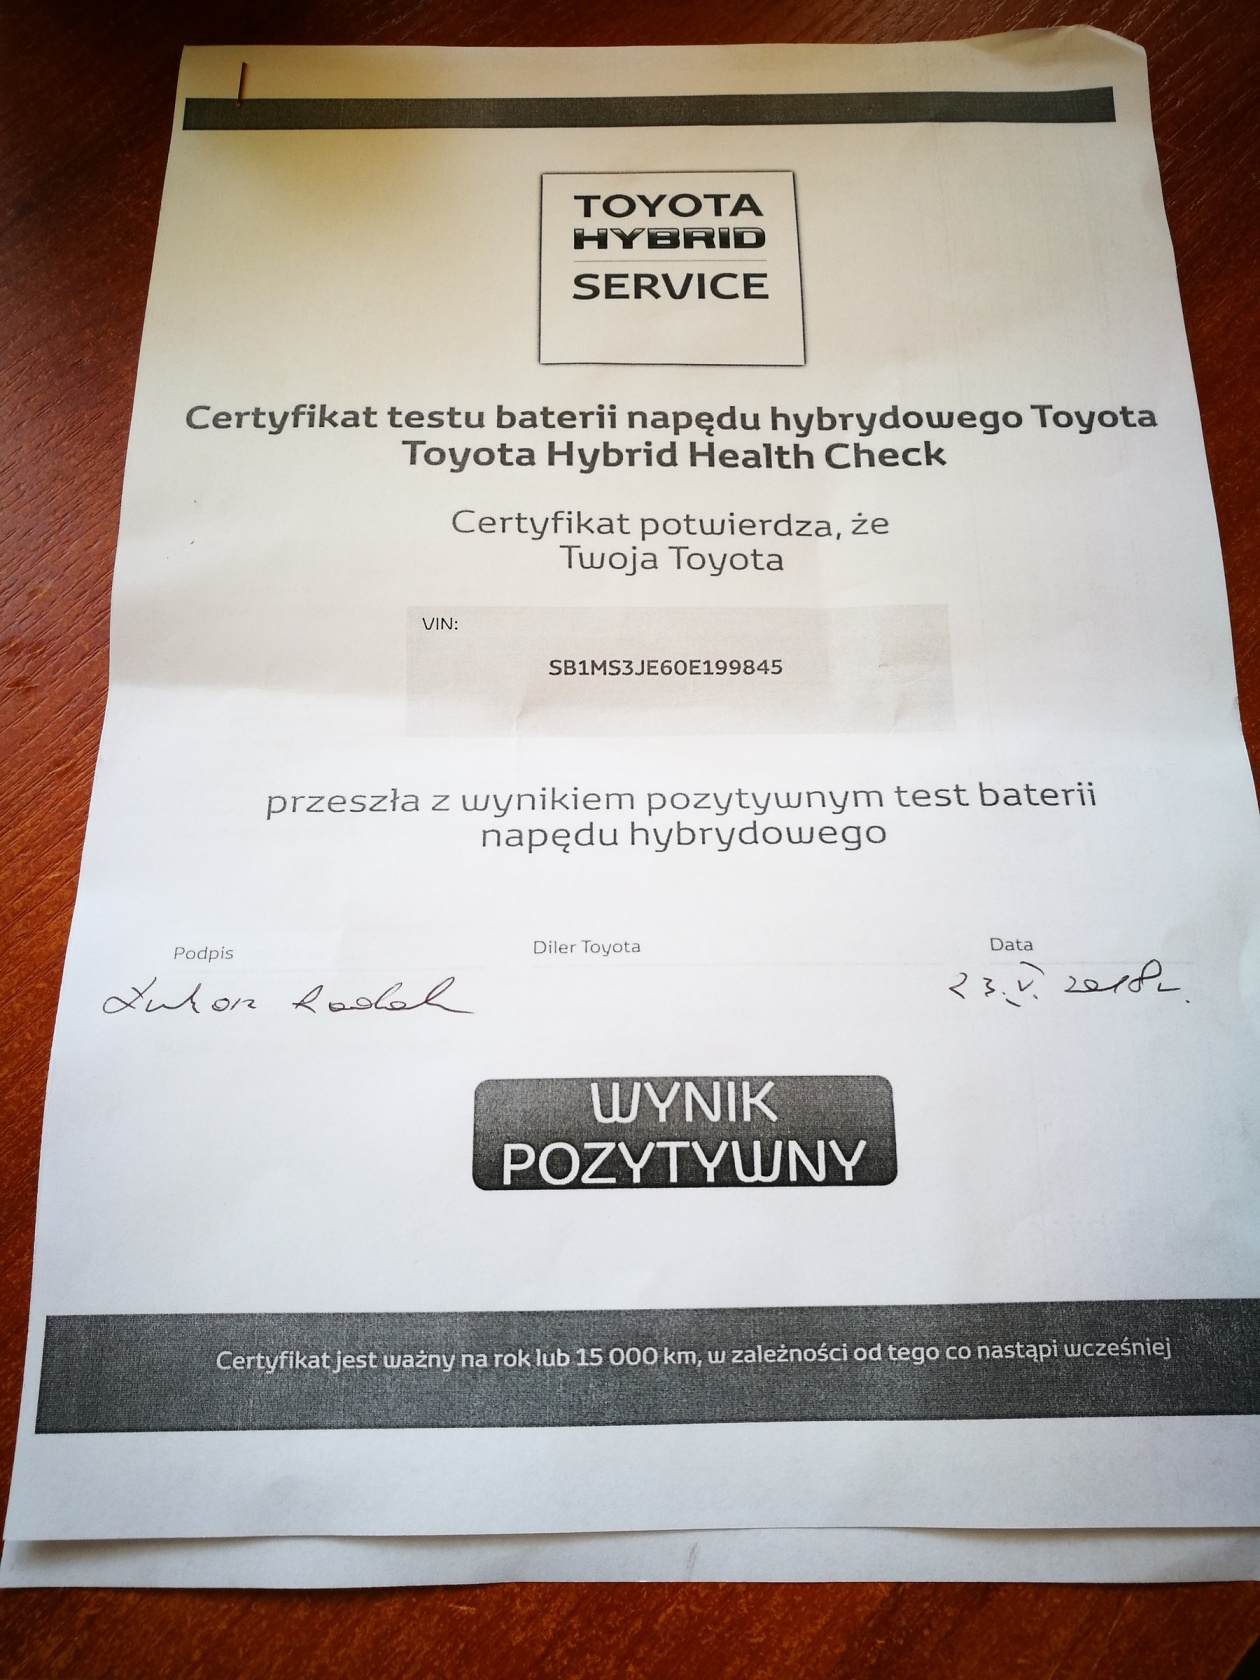 TOYOTA
HYBRID
SERVICE
Certyfikat testu baterii napędu hybrydowego Toyota
Toyota Hybrid Health Check
Certyfikat potwierdza, że
Twoja Toyota
VIN:
SB1MS3JE60E199845
przeszła z wynikiem pozytywnym test baterii
napędu hybrydowego
Podpis
Diler Toyota
Data
23.V.2018r.
WYNIK
POZYTYWNY
Certyfikat jest ważny na rok lub 15 000 km, w zależności od tego co nastąpi wcześniej